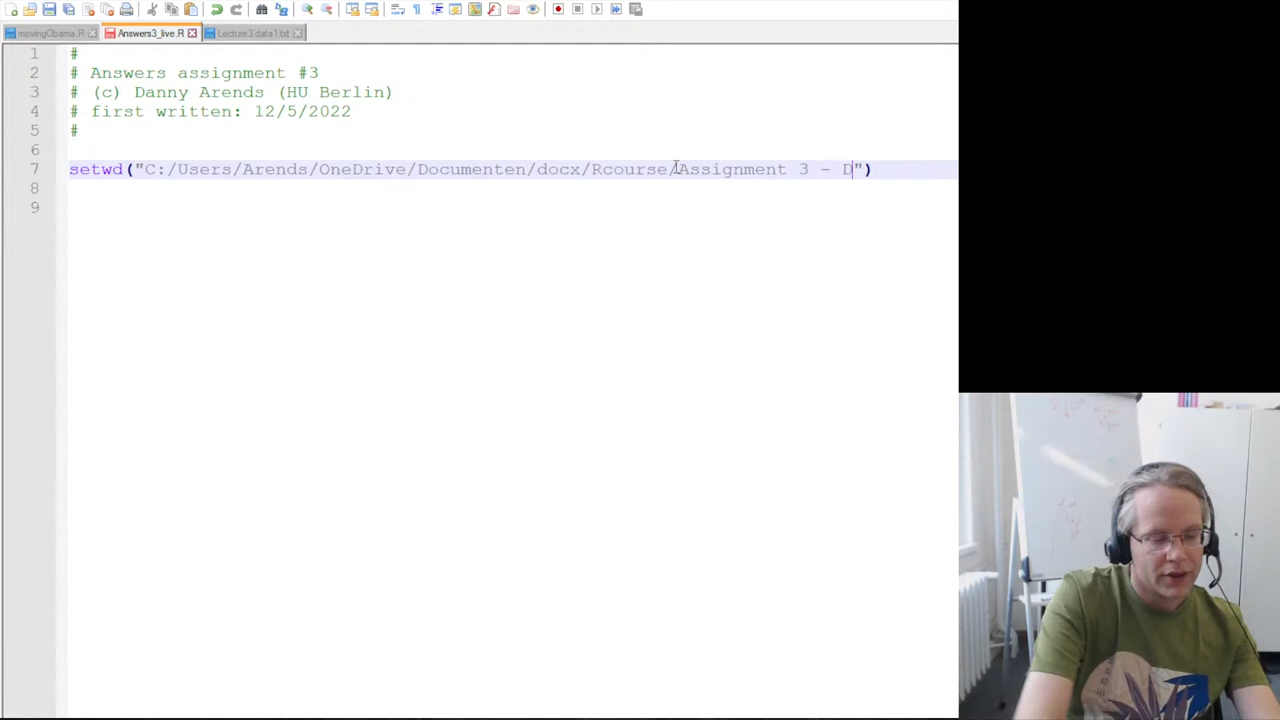 movingObama.R Answers3_live.R Lecture3.data1.txt
1 #
2 # Answers assignment #3
3 # (c) Danny Arends (HU Berlin)
4 # first written: 12/5/2022
5 #
6
7 setwd("C:/Users/Arends/OneDrive/Documenten/docx/Rcourse/Assignment 3 - D")
8
9